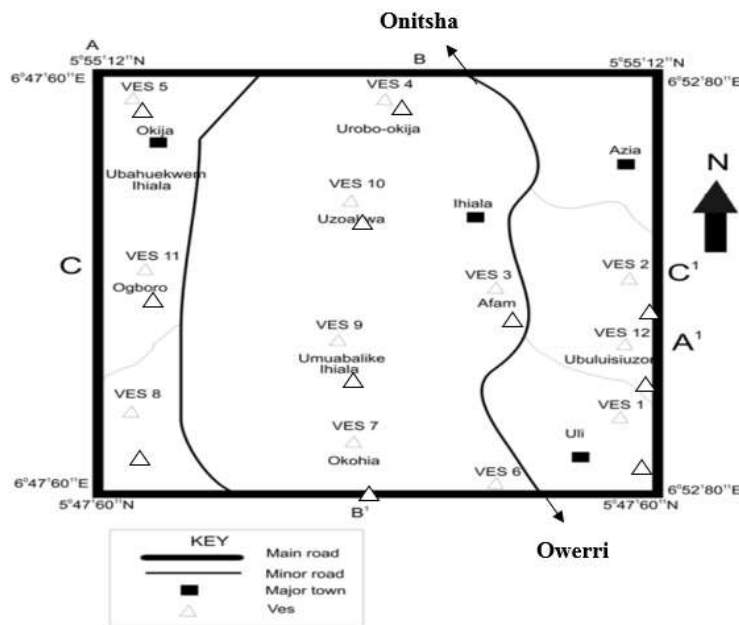 Onitsha
A
B
5°55'12''N
5°55'12''N
6°47'60''E
6°52'80''E
VES 5
VES 4
Okija
Urobo-okija
Azia
N
Ubahuekwem
Ihiala
VES 10
Uzoakwa
Ihiala
C
VES 11
VES 3
VES 2
C¹
Ogboro
Afam
VES 9
VES 12
A¹
Umuabalike
Ihiala
Ubuluisiuzor
VES 8
VES 7
VES 1
Okohia
Uli
VES 6
6°47'60''E
6°52'80''E
5°47'60''N
5°47'60''N
B'
Owerri
KEY
Main road
Minor road
Major town
Ves